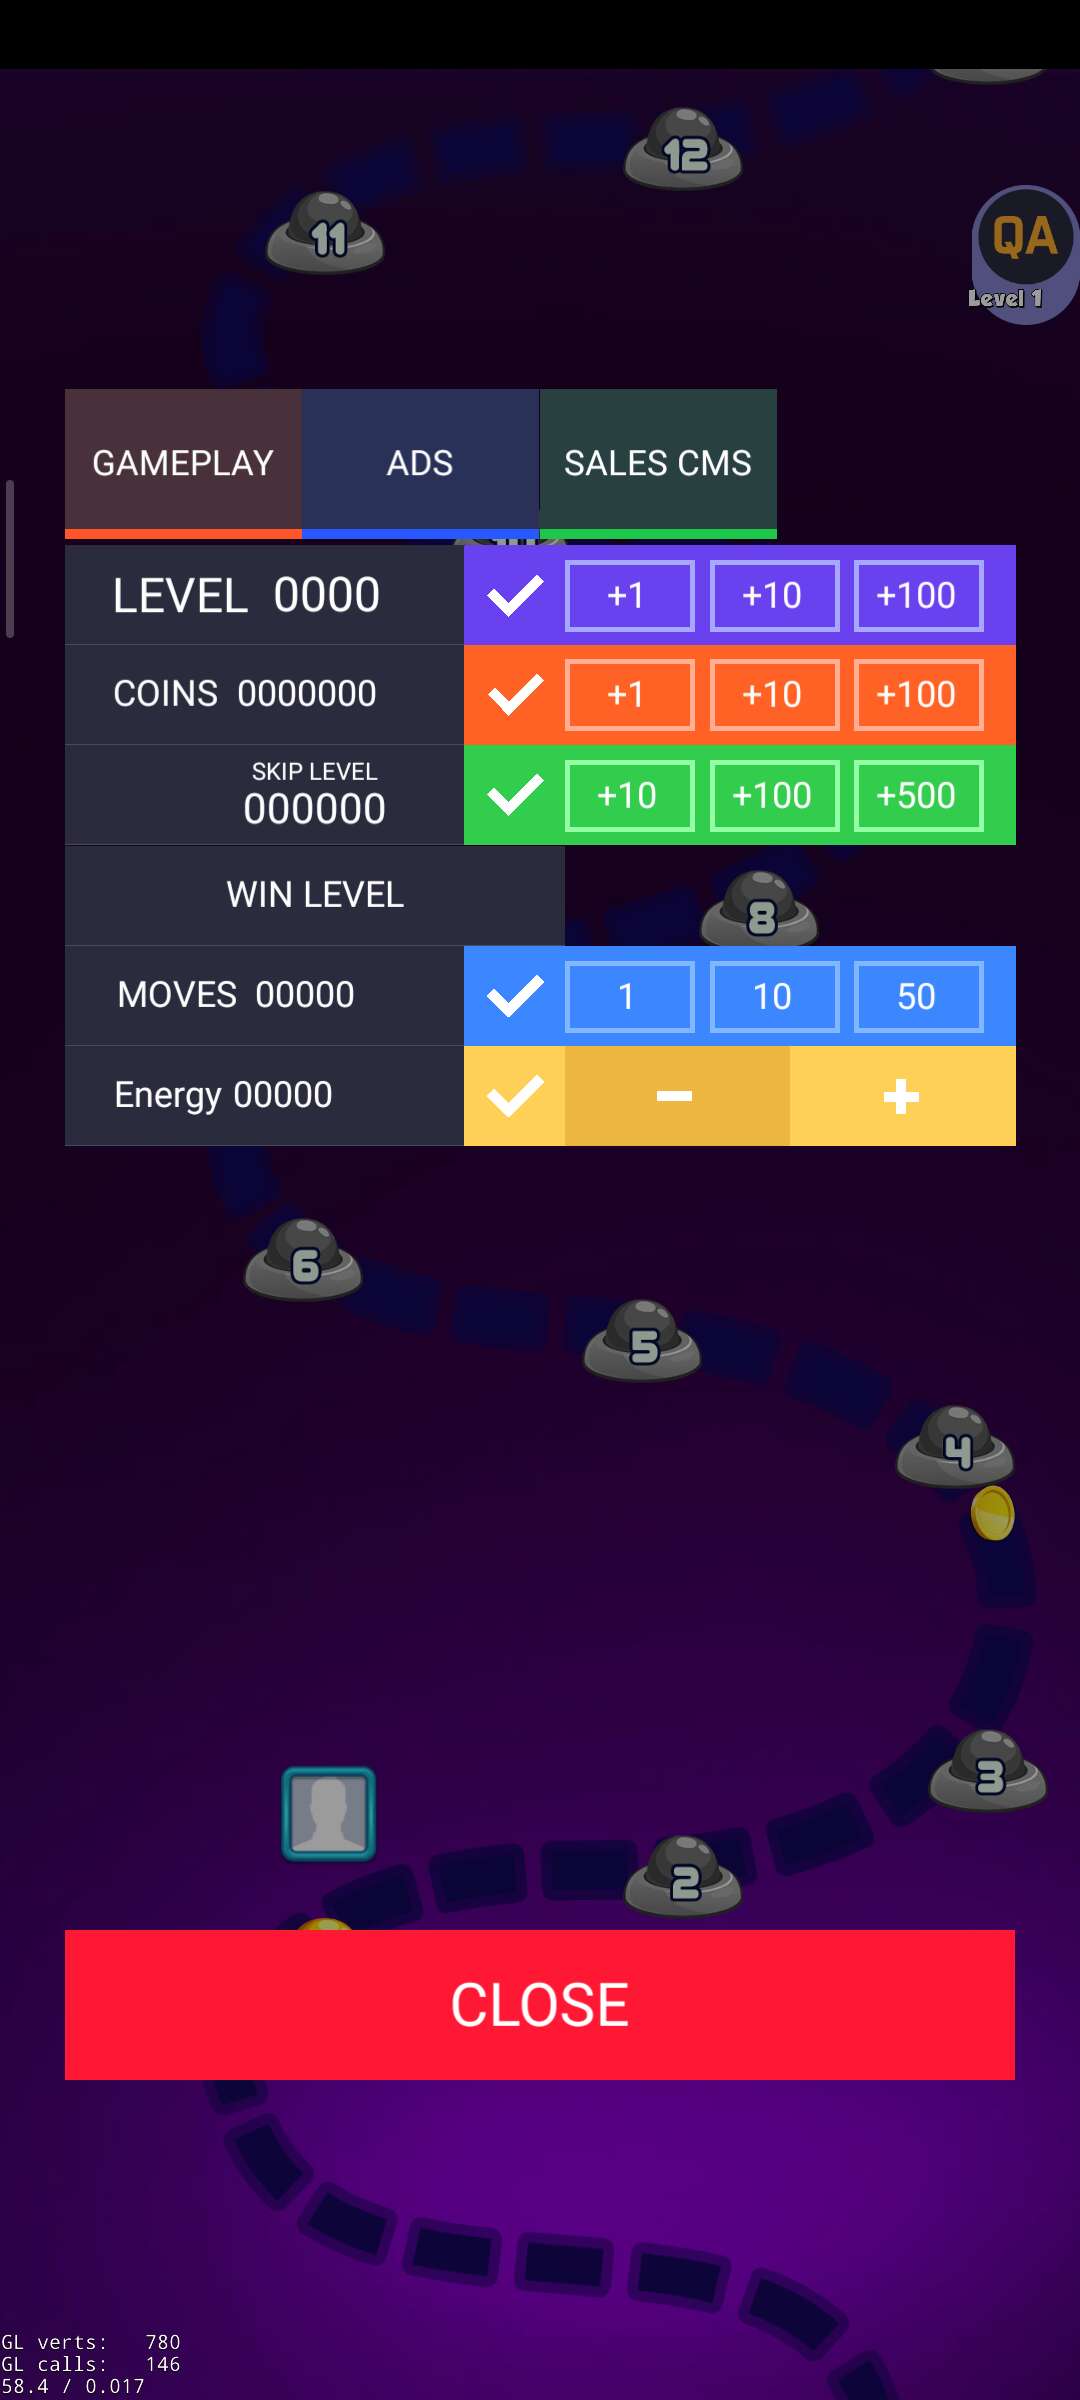 12
11
QA
Level 1
GAMEPLAY ADS SALES CMS
LEVEL 0000 +1 +10 +100
COINS 0000000 +1 +10 +100
SKIP LEVEL
000000 +10 +100 +500
WIN LEVEL
8
MOVES 00000 1 10 50
Energy 00000 − +
6
5
4
3
2
CLOSE
GL verts: 780
GL calls: 146
58.4 / 0.017